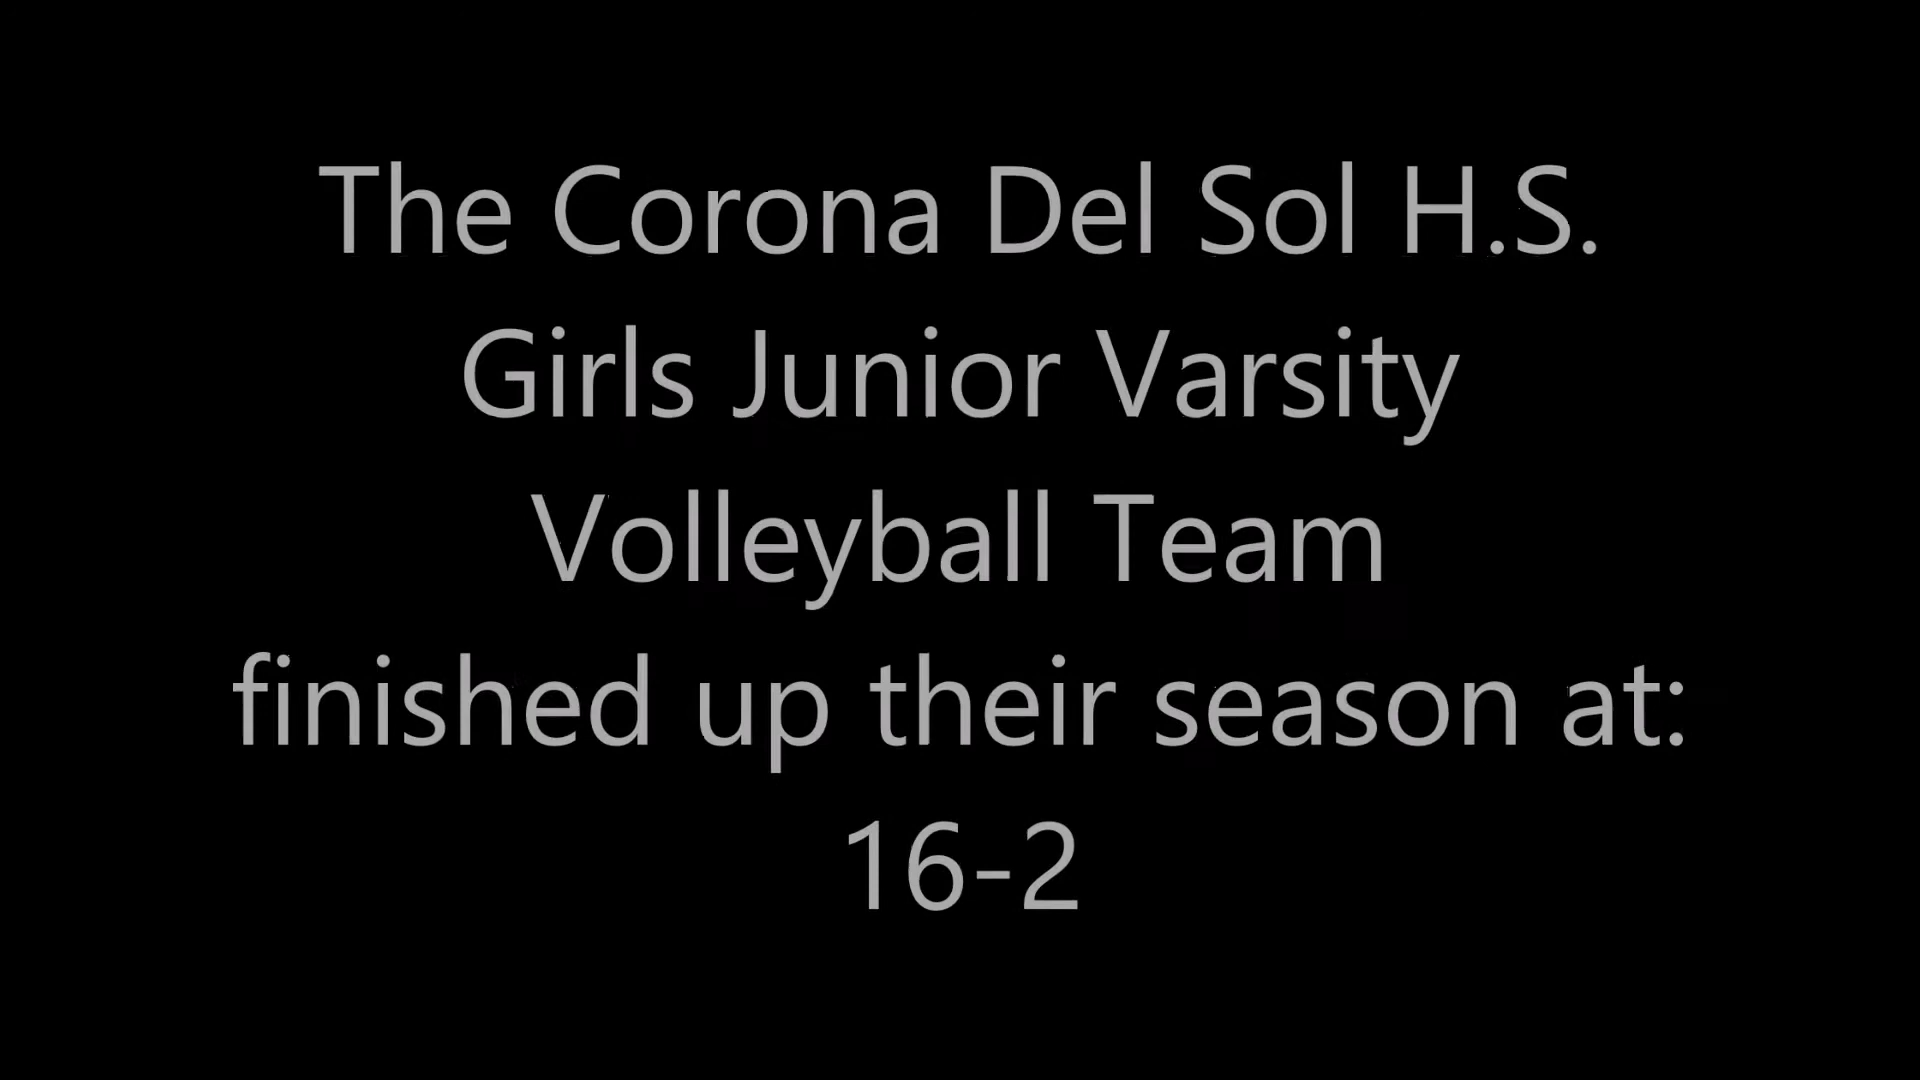 The Corona Del Sol H.S.
Girls Junior Varsity
Volleyball Team
finished up their season at:
16-2